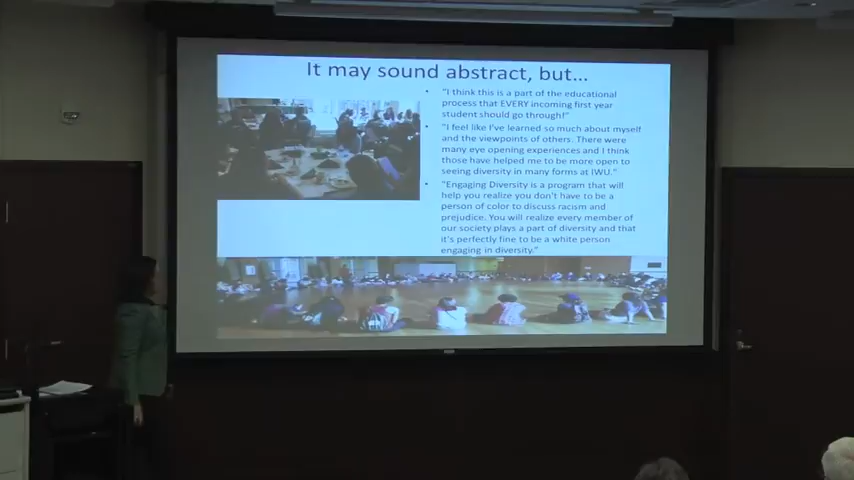 It may sound abstract, but...
• "I think this is a part of the educational
process that EVERY incoming first year
student should go through!"
• "I feel like I've learned so much about myself
and the viewpoints of others. There were
many eye opening experiences and I think
those have helped me to be more open to
seeing diversity in many forms at IWU."
• "Engaging Diversity is a program that will
help you realize you don't have to be a
person of color to discuss racism and
prejudice. You will realize every member of
our society plays a part of diversity and that
it's perfectly fine to be a white person
engaging in diversity."